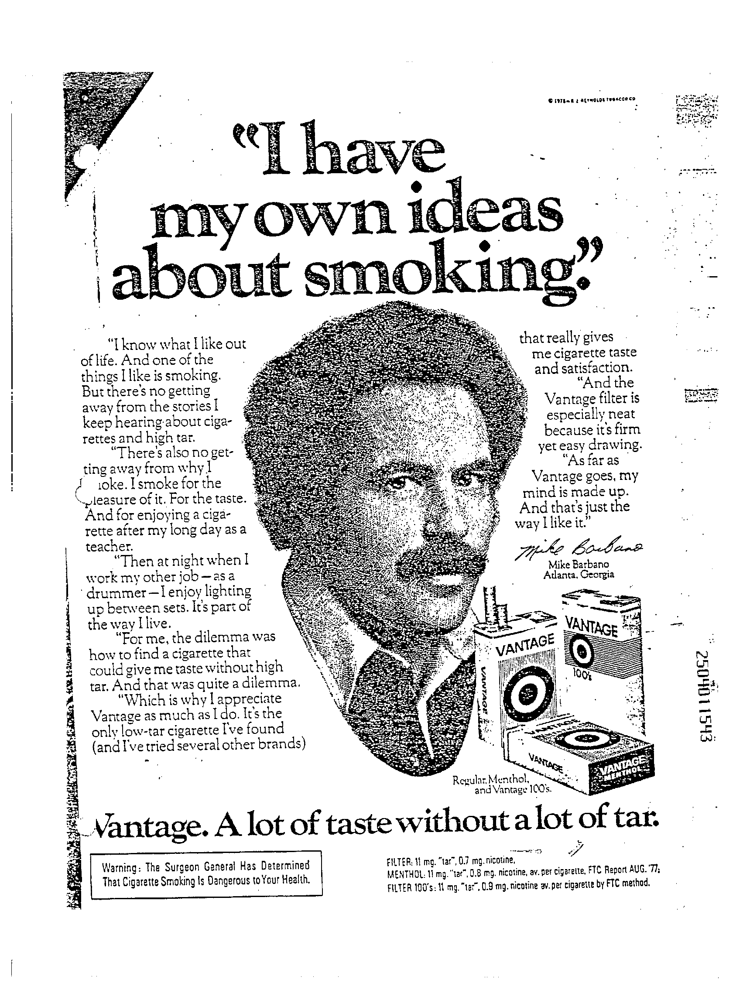 © 1978—R J REYNOLDS TOBACCO CO
"I have
my own ideas
about smoking."
"I know what I like out
of life. And one of the
things I like is smoking.
But there's no getting
away from the stories I
keep hearing about ciga-
rettes and high tar.
"There's also no get-
ting away from why I
oke. I smoke for the
leasure of it. For the taste.
And for enjoying a ciga-
rette after my long day as a
teacher.
"Then at night when I
work my other job — as a
drummer — I enjoy lighting
up between sets. It's part of
the way I live.
"For me, the dilemma was
how to find a cigarette that
could give me taste without high
tar. And that was quite a dilemma.
"Which is why I appreciate
Vantage as much as I do. It's the
only low-tar cigarette I've found
(and I've tried several other brands)
that really gives
me cigarette taste
and satisfaction.
"And the
Vantage filter is
especially neat
because it's firm
yet easy drawing.
"As far as
Vantage goes, my
mind is made up.
And that's just the
way I like it."
Mike Barbano
Mike Barbano
Atlanta, Georgia
VANTAGE
VANTAGE
VANTAGE
100's
VANTAGE
VANTAGE
MENTHOL
Regular, Menthol,
and Vantage 100's.
Vantage. A lot of taste without a lot of tar.
Warning: The Surgeon General Has Determined
That Cigarette Smoking Is Dangerous to Your Health.
FILTER: 11 mg. "tar", 0.7 mg. nicotine,
MENTHOL: 11 mg. "tar", 0.8 mg. nicotine, av. per cigarette, FTC Report AUG. '77;
FILTER 100's: 11 mg. "tar", 0.9 mg. nicotine av. per cigarette by FTC method.
2504011543